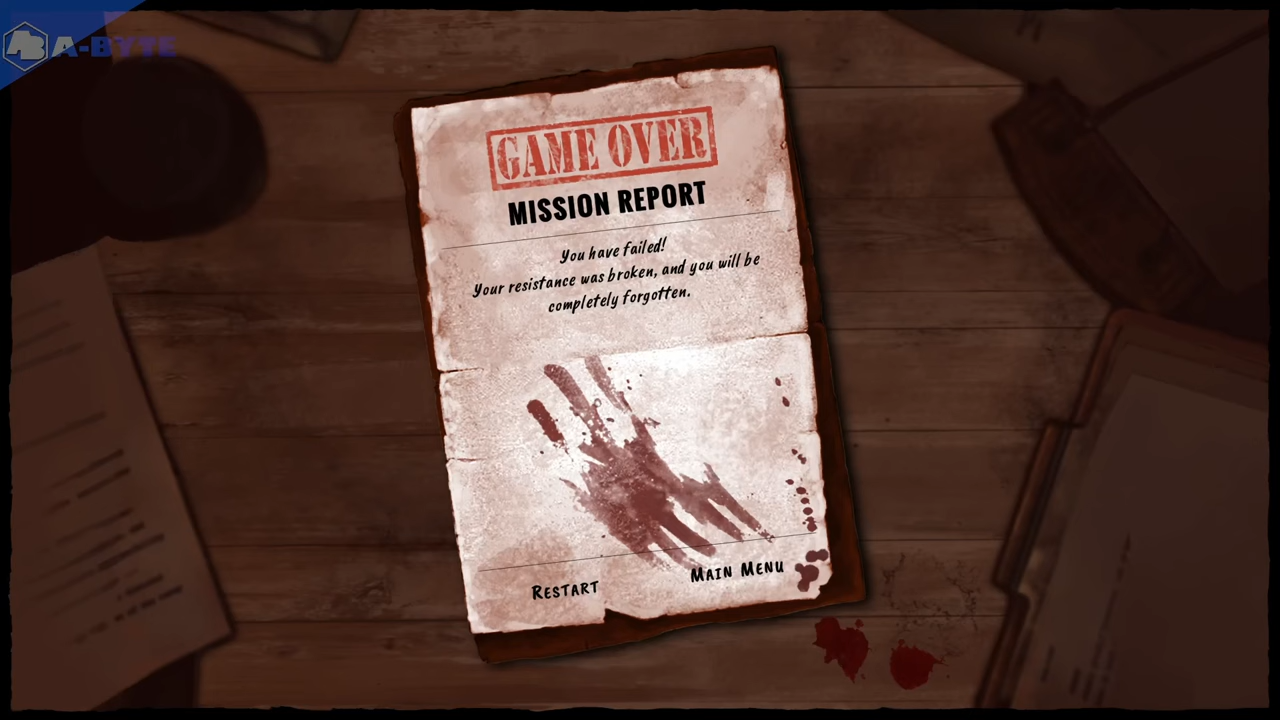 A-BYTE
GAME OVER
MISSION REPORT
You have failed!
Your resistance was broken, and you will be
completely forgotten.
RESTART
MAIN MENU